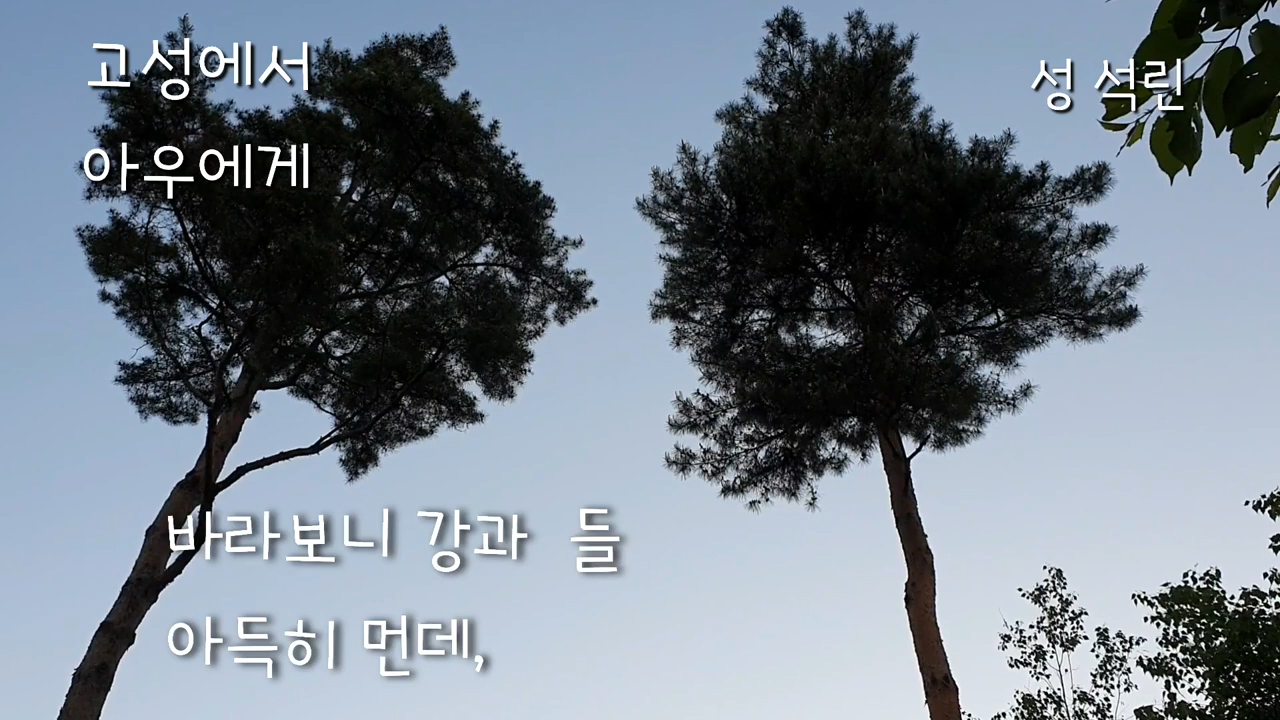 고성에서
아우에게
성 석린
바라보니 강과 들
아득히 먼데,